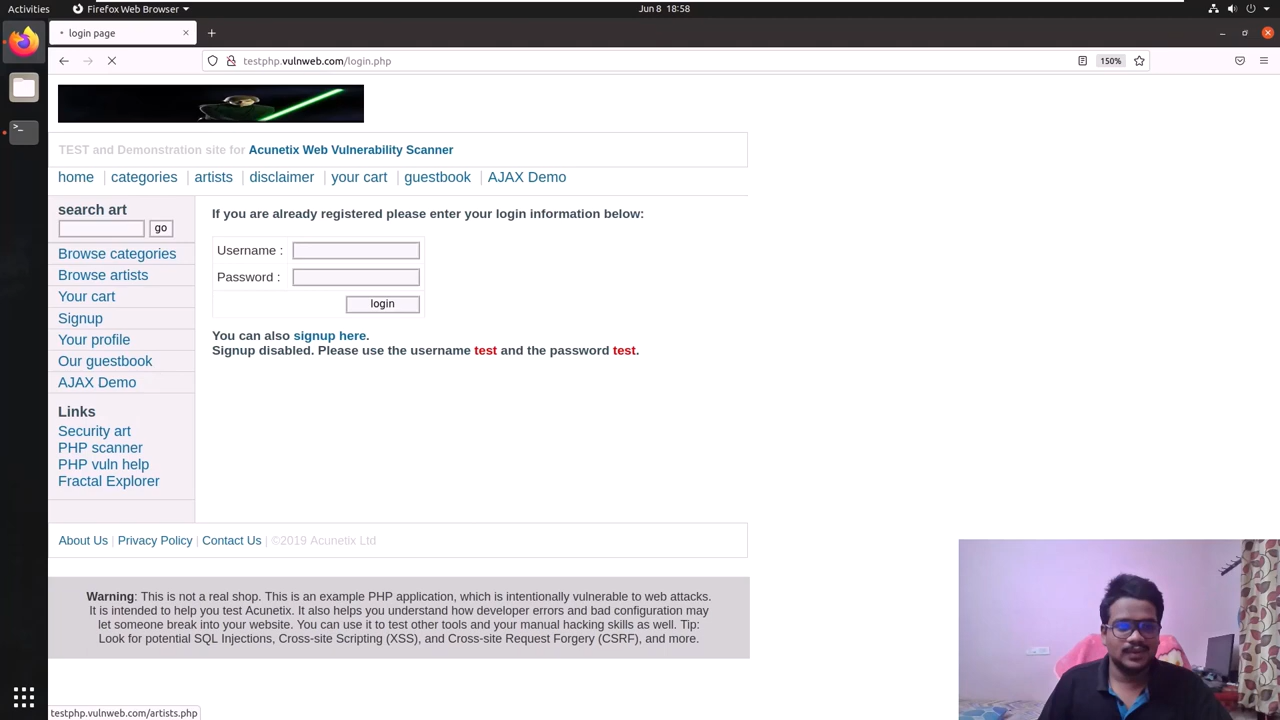 Activities
Firefox Web Browser
Jun 8 18:58
login page
testphp.vulnweb.com/login.php
150%
TEST and Demonstration site for Acunetix Web Vulnerability Scanner
home | categories | artists | disclaimer | your cart | guestbook | AJAX Demo
search art
go
Browse categories
Browse artists
Your cart
Signup
Your profile
Our guestbook
AJAX Demo
Links
Security art
PHP scanner
PHP vuln help
Fractal Explorer
If you are already registered please enter your login information below:
Username :
Password :
login
You can also signup here.
Signup disabled. Please use the username test and the password test.
About Us | Privacy Policy | Contact Us | ©2019 Acunetix Ltd
Warning: This is not a real shop. This is an example PHP application, which is intentionally vulnerable to web attacks.
It is intended to help you test Acunetix. It also helps you understand how developer errors and bad configuration may
let someone break into your website. You can use it to test other tools and your manual hacking skills as well. Tip:
Look for potential SQL Injections, Cross-site Scripting (XSS), and Cross-site Request Forgery (CSRF), and more.
testphp.vulnweb.com/artists.php